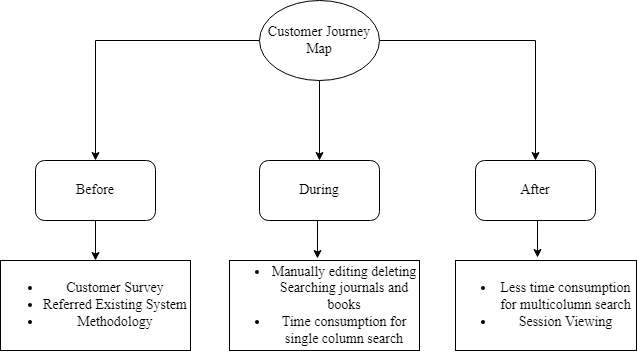 Customer Journey
Map
Before
During
After
Customer Survey
Referred Existing System
Methodology
Manually editing deleting
Searching journals and
books
Time consumption for
single column search
Less time consumption
for multicolumn search
Session Viewing